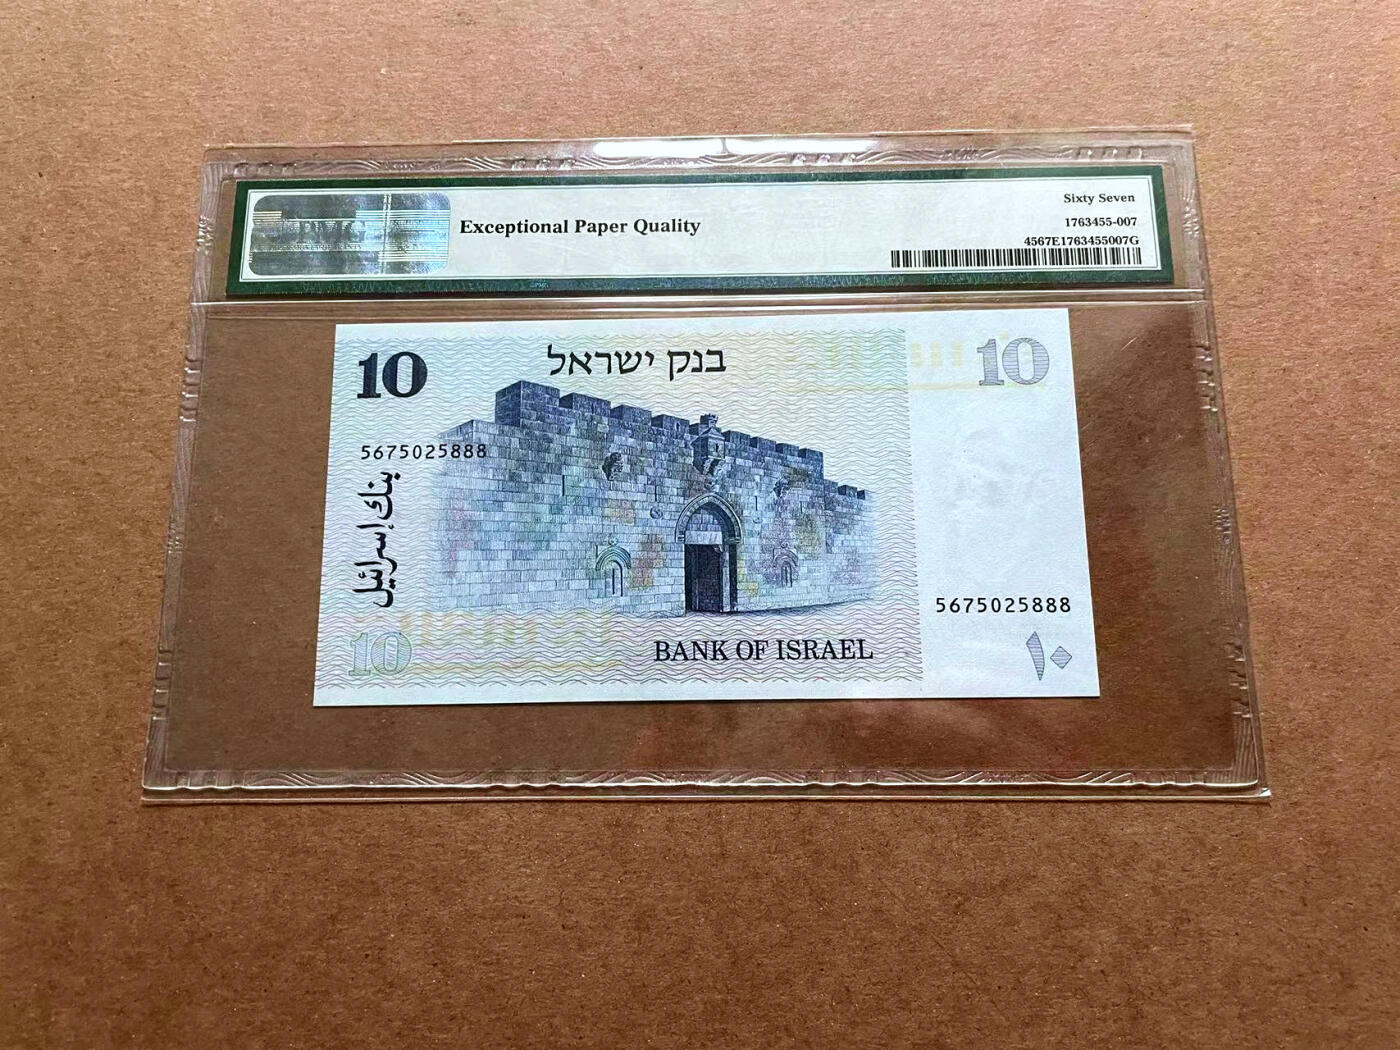 PMG
Exceptional Paper Quality
Sixty Seven
1763455-007
4567E1763455007G
10
בנק ישראל
10
5675025888
بنك إسرائيل
5675025888
10
BANK OF ISRAEL
١٠